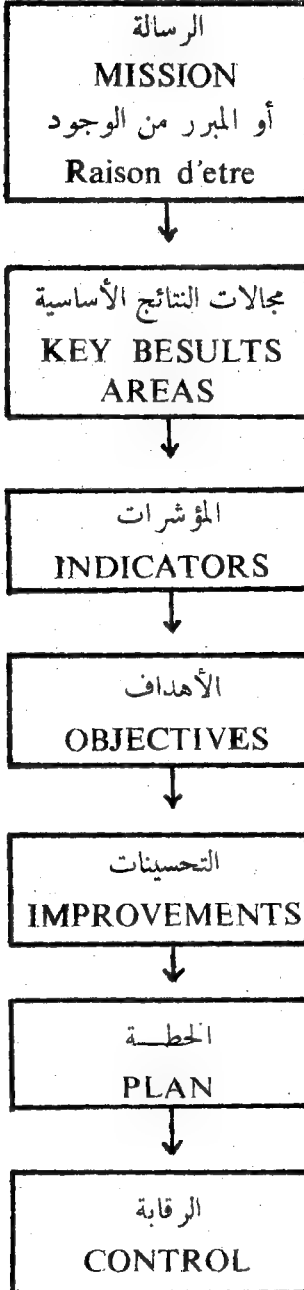 الرسالة
MISSION
أو المبرر من الوجود
Raison d'etre
مجالات النتائج الأساسية
KEY BESULTS
AREAS
المؤشرات
INDICATORS
الأهداف
OBJECTIVES
التحسينات
IMPROVEMENTS
الخطـــة
PLAN
الرقابة
CONTROL